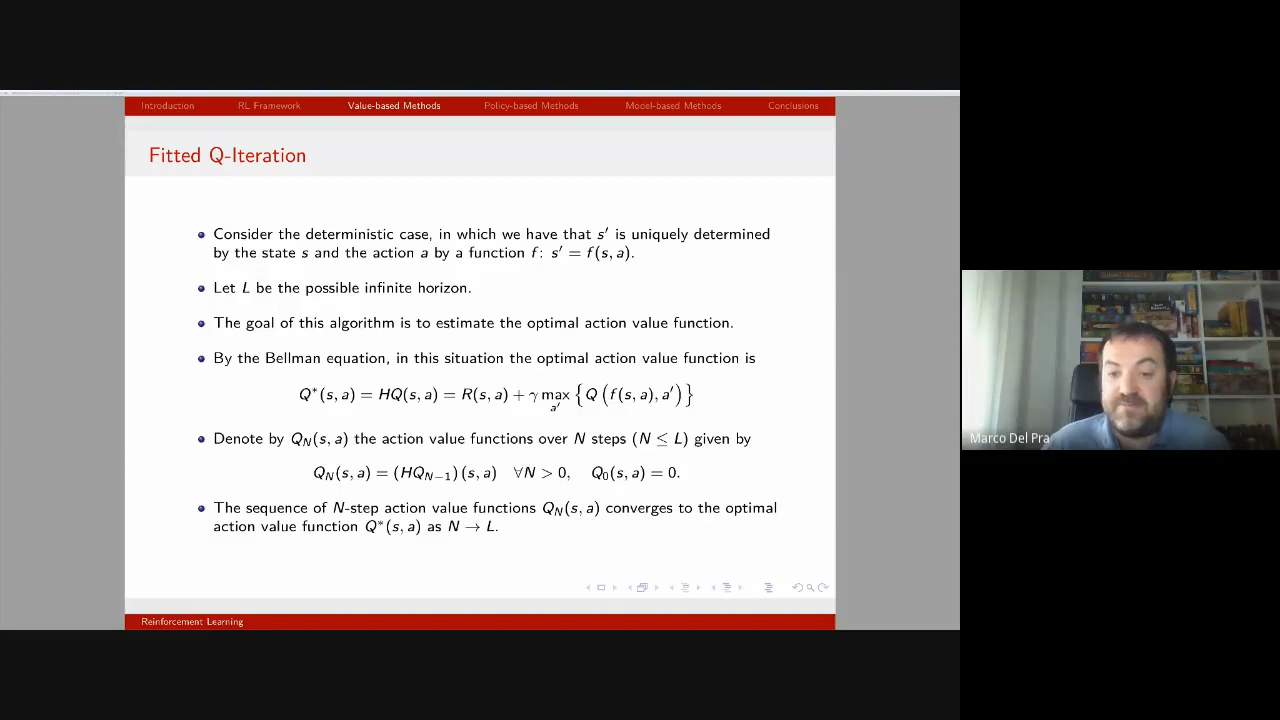 Introduction RL Framework Value-based Methods Policy-based Methods Model-based Methods Conclusions
Fitted Q-Iteration
Consider the deterministic case, in which we have that s′ is uniquely determined
by the state s and the action a by a function f: s′ = f(s, a).
Let L be the possible infinite horizon.
The goal of this algorithm is to estimate the optimal action value function.
By the Bellman equation, in this situation the optimal action value function is
Q*(s, a) = HQ(s, a) = R(s, a) + γ max_{a′} { Q ( f(s, a), a′ ) }
Denote by Q_N(s, a) the action value functions over N steps (N ≤ L) given by
Q_N(s, a) = (HQ_{N−1}) (s, a) ∀N > 0, Q_0(s, a) = 0.
The sequence of N-step action value functions Q_N(s, a) converges to the optimal
action value function Q*(s, a) as N → L.
Reinforcement Learning
Marco Del Pra